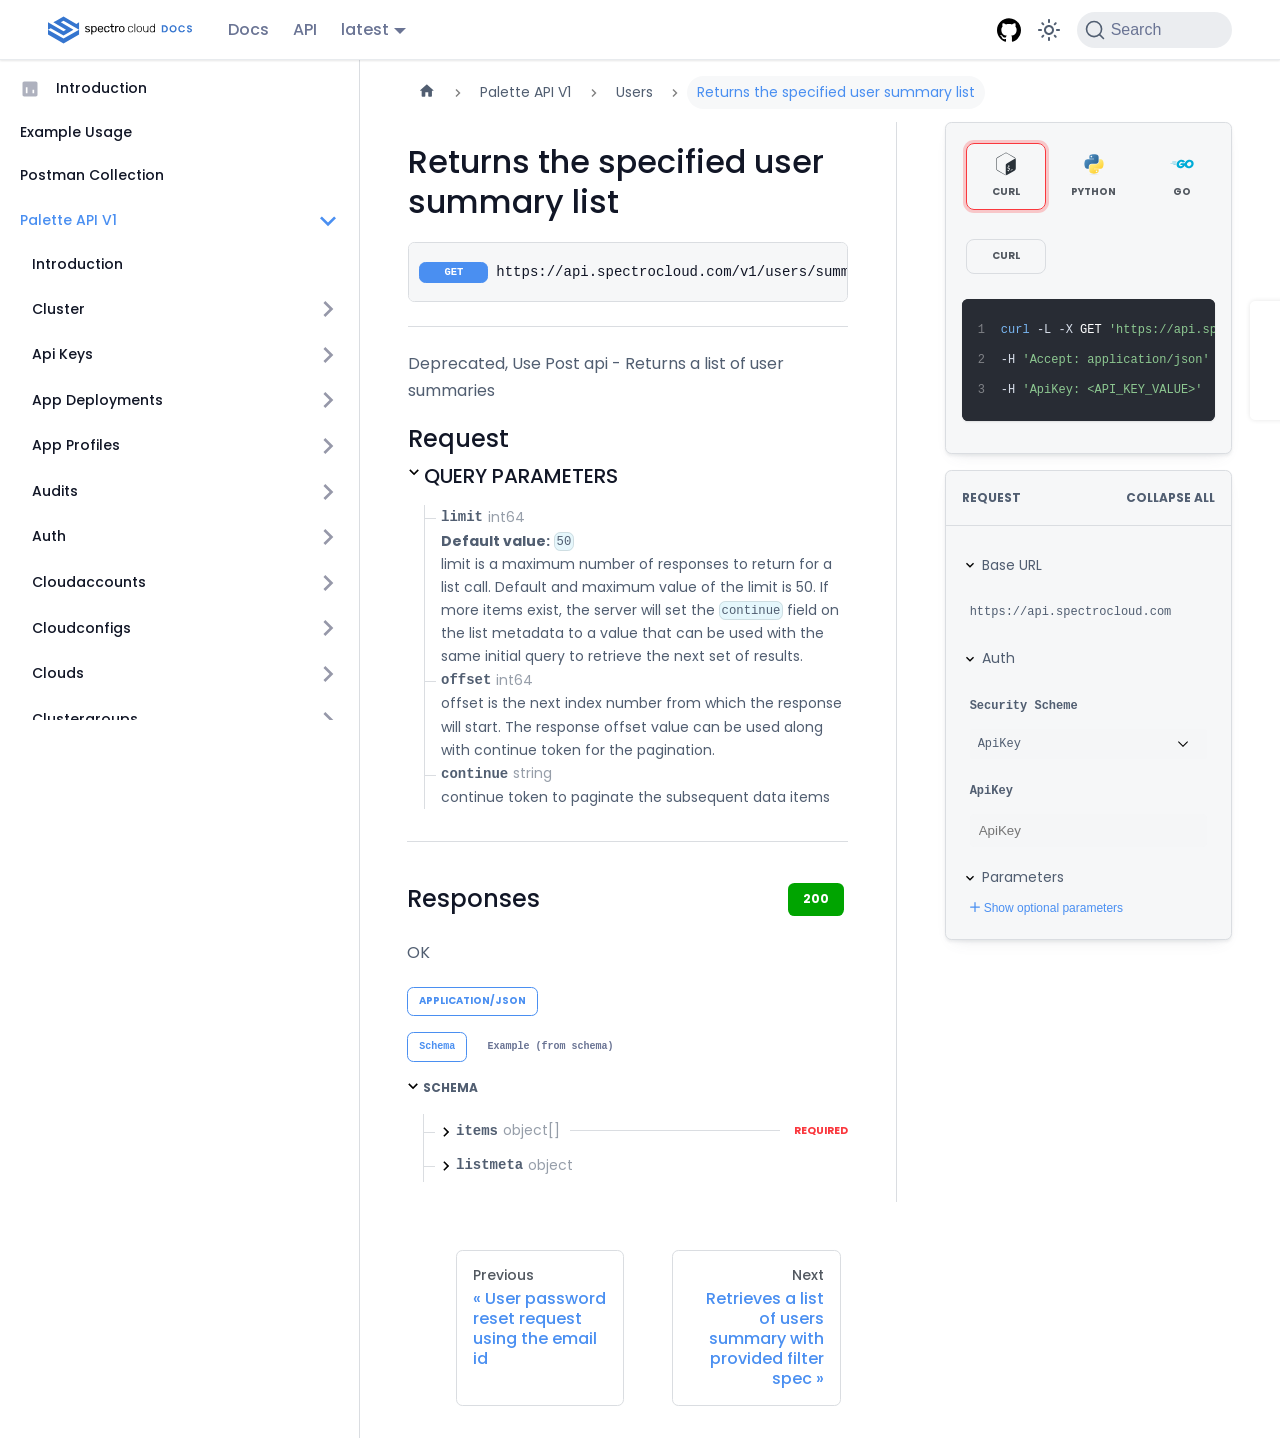 spectro cloud DOCS
Docs
API
latest
Search
Introduction
Example Usage
Postman Collection
Palette API V1
Introduction
Cluster
Api Keys
App Deployments
App Profiles
Audits
Auth
Cloudaccounts
Cloudconfigs
Clouds
Clustergroups
Palette API V1
Users
Returns the specified user summary list
Returns the specified user
summary list
GET https://api.spectrocloud.com/v1/users/summ
Deprecated, Use Post api - Returns a list of user
summaries
Request
QUERY PARAMETERS
limit int64
Default value: 50
limit is a maximum number of responses to return for a
list call. Default and maximum value of the limit is 50. If
more items exist, the server will set the continue field on
the list metadata to a value that can be used with the
same initial query to retrieve the next set of results.
offset int64
offset is the next index number from which the response
will start. The response offset value can be used along
with continue token for the pagination.
continue string
continue token to paginate the subsequent data items
Responses
200
OK
APPLICATION/JSON
Schema
Example (from schema)
SCHEMA
items object[]
REQUIRED
listmeta object
Previous
« User password
reset request
using the email
id
Next
Retrieves a list
of users
summary with
provided filter
spec »
CURL
PYTHON
GO
CURL
1 curl -L -X GET 'https://api.sp
2 -H 'Accept: application/json'
3 -H 'ApiKey: <API_KEY_VALUE>'
REQUEST
COLLAPSE ALL
Base URL
https://api.spectrocloud.com
Auth
Security Scheme
ApiKey
ApiKey
ApiKey
Parameters
Show optional parameters